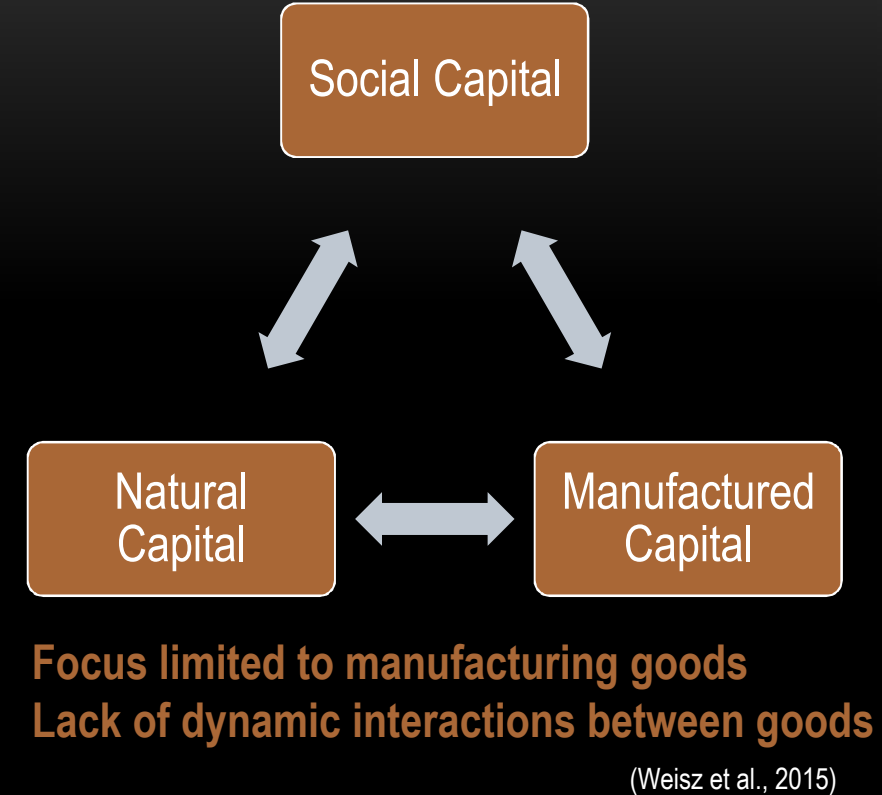 Social Capital
Natural
Capital
Manufactured
Capital
Focus limited to manufacturing goods
Lack of dynamic interactions between goods
(Weisz et al., 2015)